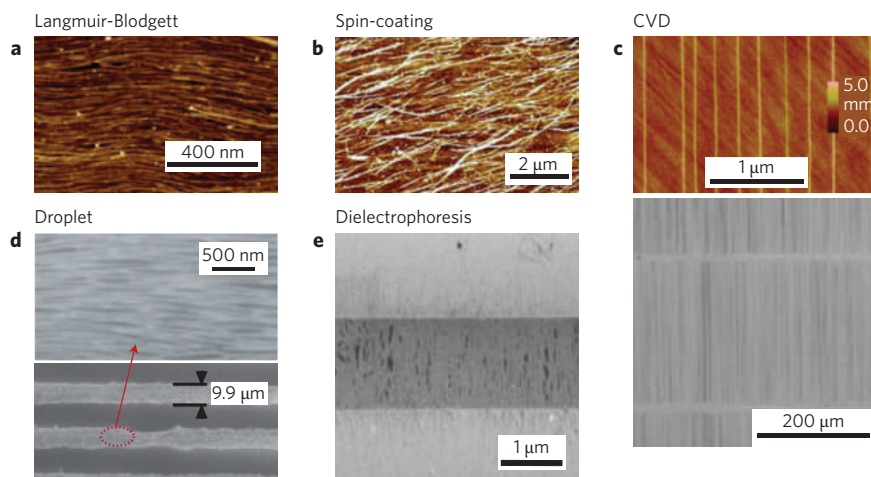 Langmuir-Blodgett
a
400 nm
Spin-coating
b
2 μm
CVD
c
5.0
mm
0.0
1 μm
200 μm
Droplet
d
500 nm
9.9 μm
Dielectrophoresis
e
1 μm